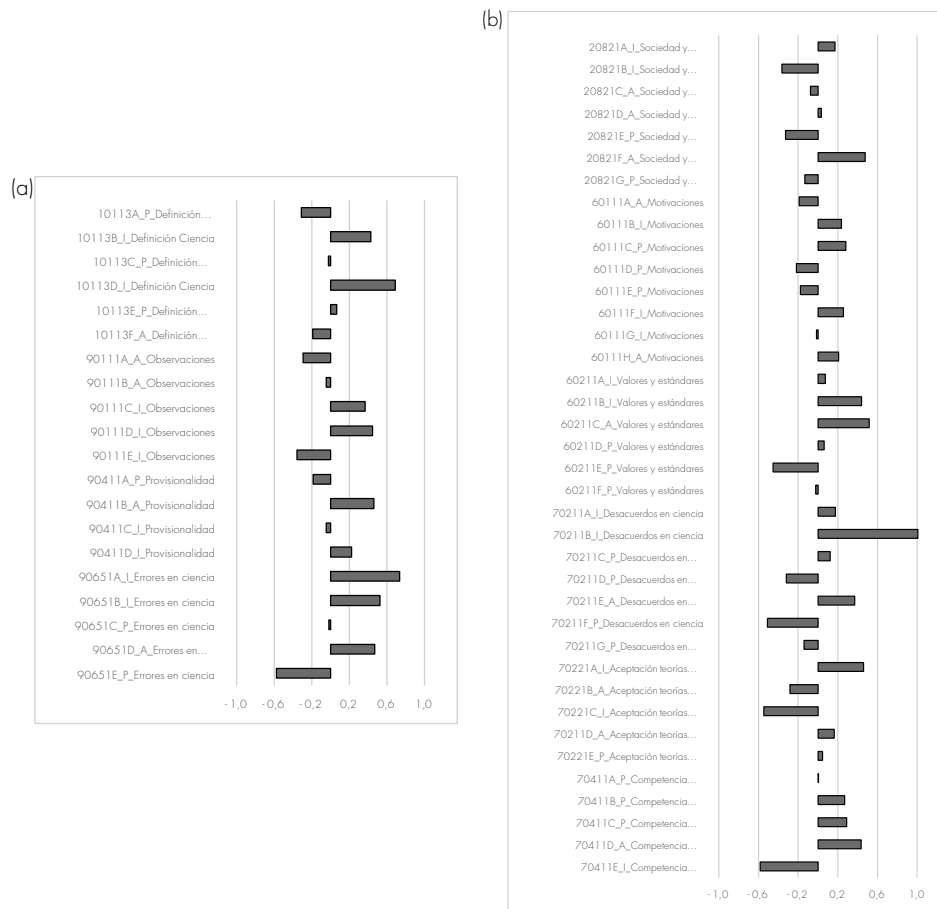 (a)
10113A_P_Definición...
10113B_I_Definición Ciencia
10113C_P_Definición...
10113D_I_Definición Ciencia
10113E_P_Definición...
10113F_A_Definición...
90111A_A_Observaciones
90111B_A_Observaciones
90111C_I_Observaciones
90111D_I_Observaciones
90111E_I_Observaciones
90411A_P_Provisionalidad
90411B_A_Provisionalidad
90411C_I_Provisionalidad
90411D_I_Provisionalidad
90651A_I_Errores en ciencia
90651B_I_Errores en ciencia
90651C_P_Errores en ciencia
90651D_A_Errores en...
90651E_P_Errores en ciencia
-1,0 -0,6 -0,2 0,2 0,6 1,0
(b)
20821A_I_Sociedad y...
20821B_I_Sociedad y...
20821C_A_Sociedad y...
20821D_A_Sociedad y...
20821E_P_Sociedad y...
20821F_A_Sociedad y...
20821G_P_Sociedad y...
60111A_A_Motivaciones
60111B_I_Motivaciones
60111C_P_Motivaciones
60111D_P_Motivaciones
60111E_P_Motivaciones
60111F_I_Motivaciones
60111G_I_Motivaciones
60111H_A_Motivaciones
60211A_I_Valores y estándares
60211B_I_Valores y estándares
60211C_A_Valores y estándares
60211D_P_Valores y estándares
60211E_P_Valores y estándares
60211F_P_Valores y estándares
70211A_I_Desacuerdos en ciencia
70211B_I_Desacuerdos en ciencia
70211C_P_Desacuerdos en...
70211D_P_Desacuerdos en...
70211E_A_Desacuerdos en...
70211F_P_Desacuerdos en ciencia
70211G_P_Desacuerdos en...
70221A_I_Aceptación teorías...
70221B_A_Aceptación teorías...
70221C_I_Aceptación teorías...
70211D_A_Aceptación teorías...
70221E_P_Aceptación teorías...
70411A_P_Competencia...
70411B_P_Competencia...
70411C_P_Competencia...
70411D_A_Competencia...
70411E_I_Competencia...
-1,0 -0,6 -0,2 0,2 0,6 1,0